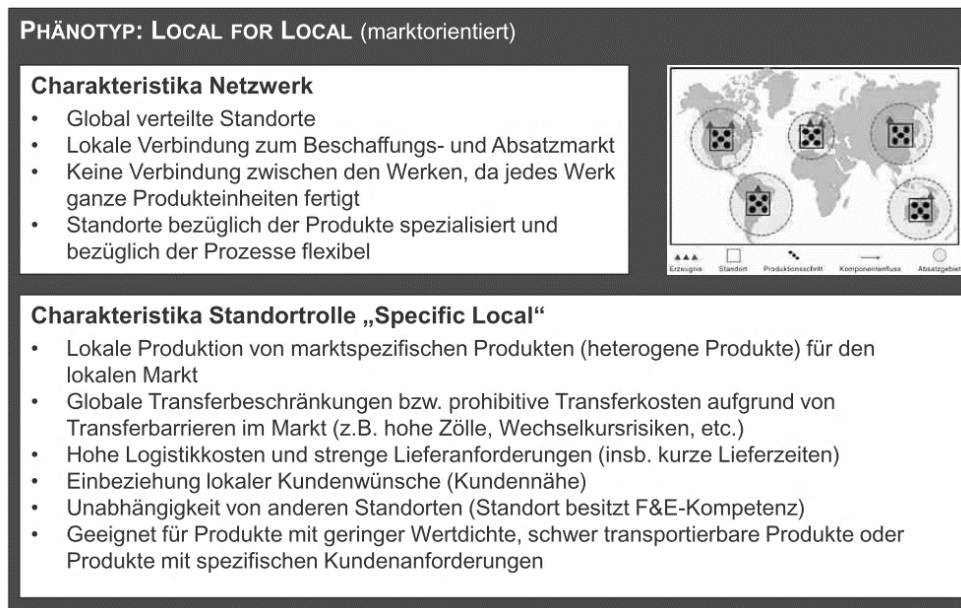 PHÄNOTYP: LOCAL FOR LOCAL (marktorientiert)
Charakteristika Netzwerk
• Global verteilte Standorte
• Lokale Verbindung zum Beschaffungs- und Absatzmarkt
• Keine Verbindung zwischen den Werken, da jedes Werk
ganze Produkteinheiten fertigt
• Standorte bezüglich der Produkte spezialisiert und
bezüglich der Prozesse flexibel
Erzeugnis Standort Produktionsschritt Komponentenfluss Absatzgebiet
Charakteristika Standortrolle „Specific Local“
• Lokale Produktion von marktspezifischen Produkten (heterogene Produkte) für den
lokalen Markt
• Globale Transferbeschränkungen bzw. prohibitive Transferkosten aufgrund von
Transferbarrieren im Markt (z.B. hohe Zölle, Wechselkursrisiken, etc.)
• Hohe Logistikkosten und strenge Lieferanforderungen (insb. kurze Lieferzeiten)
• Einbeziehung lokaler Kundenwünsche (Kundennähe)
• Unabhängigkeit von anderen Standorten (Standort besitzt F&E-Kompetenz)
• Geeignet für Produkte mit geringer Wertdichte, schwer transportierbare Produkte oder
Produkte mit spezifischen Kundenanforderungen